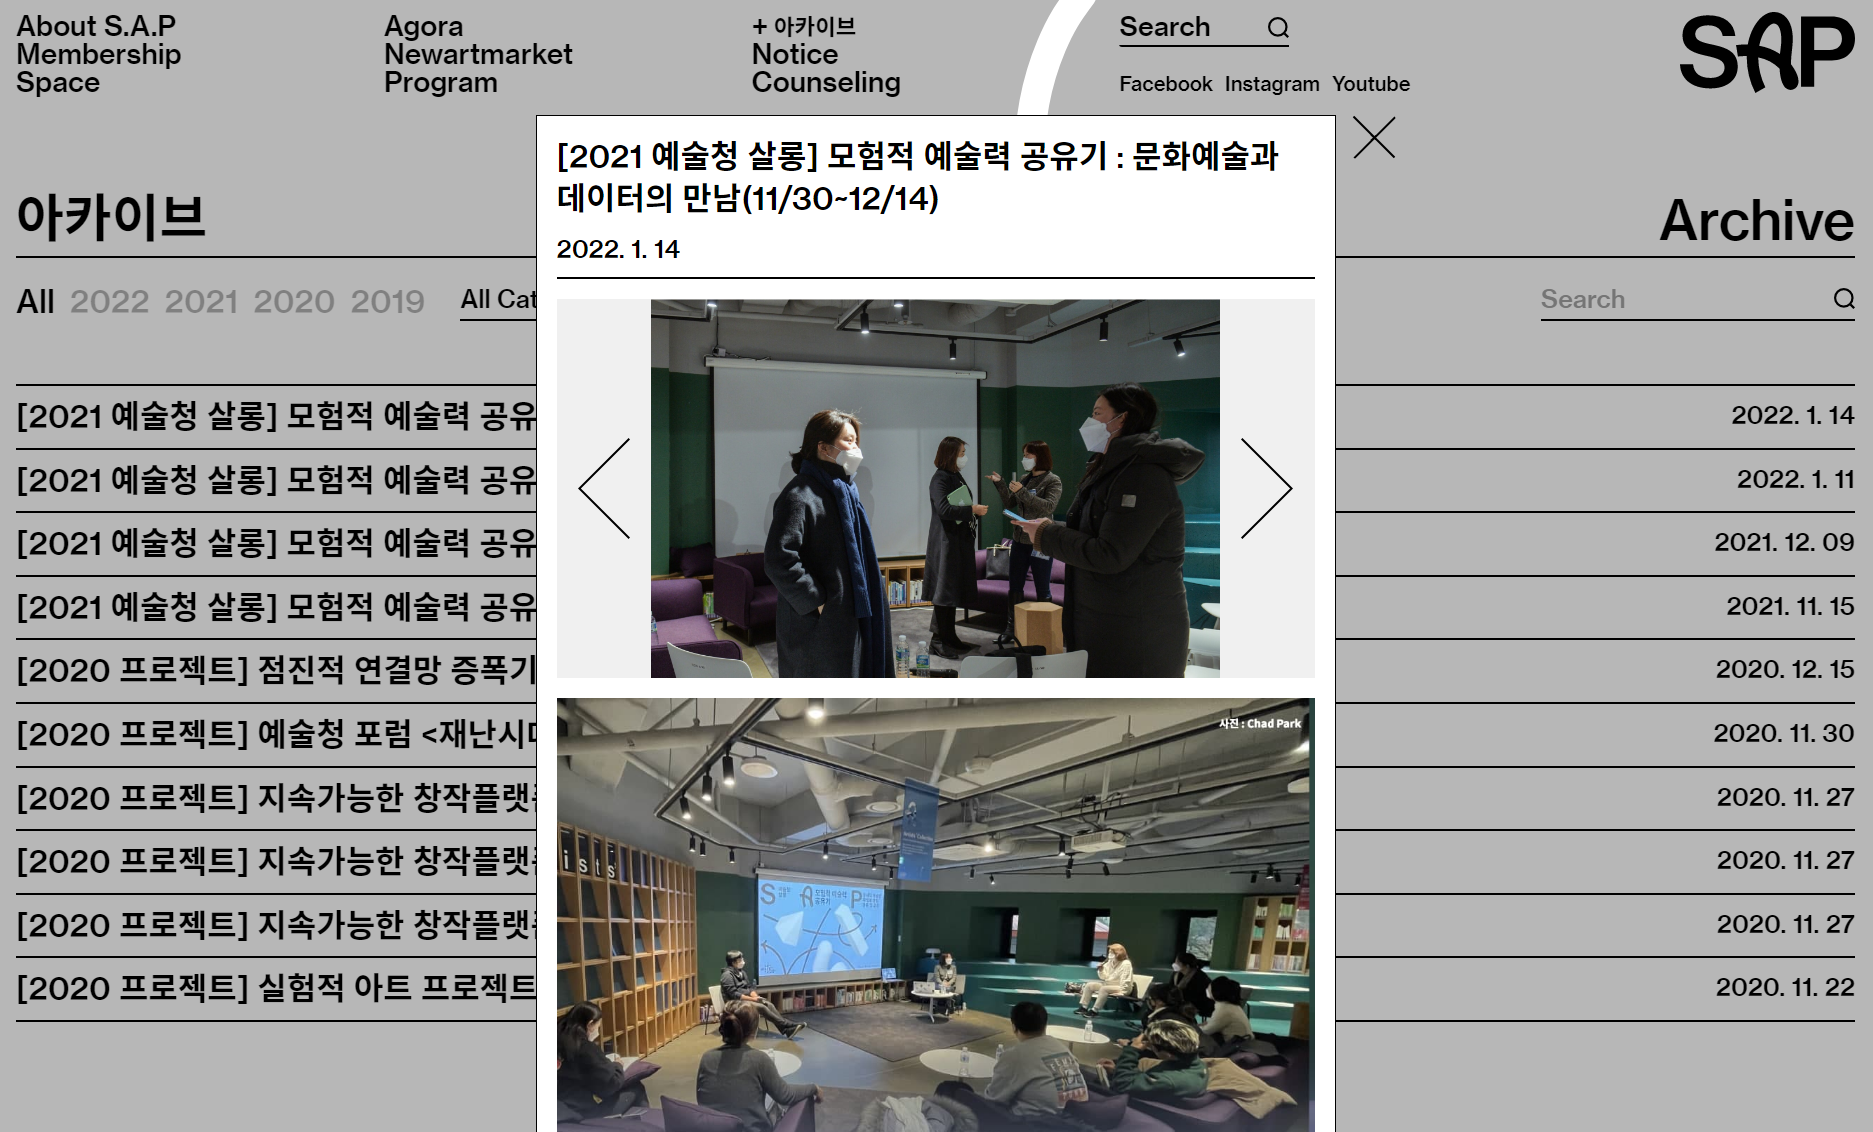 About S.A.P
Membership
Space
Agora
Newartmarket
Program
+ 아카이브
Notice
Counseling
Search
Facebook Instagram Youtube
SAP
[2021 예술청 살롱] 모험적 예술력 공유기 : 문화예술과
데이터의 만남(11/30~12/14)
2022. 1. 14
아카이브
Archive
All 2022 2021 2020 2019
All Cat
Search
[2021 예술청 살롱] 모험적 예술력 공유
2022. 1. 14
[2021 예술청 살롱] 모험적 예술력 공유
2022. 1. 11
[2021 예술청 살롱] 모험적 예술력 공유
2021. 12. 09
[2021 예술청 살롱] 모험적 예술력 공유
2021. 11. 15
[2020 프로젝트] 점진적 연결망 증폭기
2020. 12. 15
[2020 프로젝트] 예술청 포럼 <재난시
2020. 11. 30
[2020 프로젝트] 지속가능한 창작플랫
2020. 11. 27
[2020 프로젝트] 지속가능한 창작플랫
2020. 11. 27
[2020 프로젝트] 지속가능한 창작플랫
2020. 11. 27
[2020 프로젝트] 실험적 아트 프로젝트
2020. 11. 22
사진 : Chad Park
ists
S A P
모험적 예술력
공유기